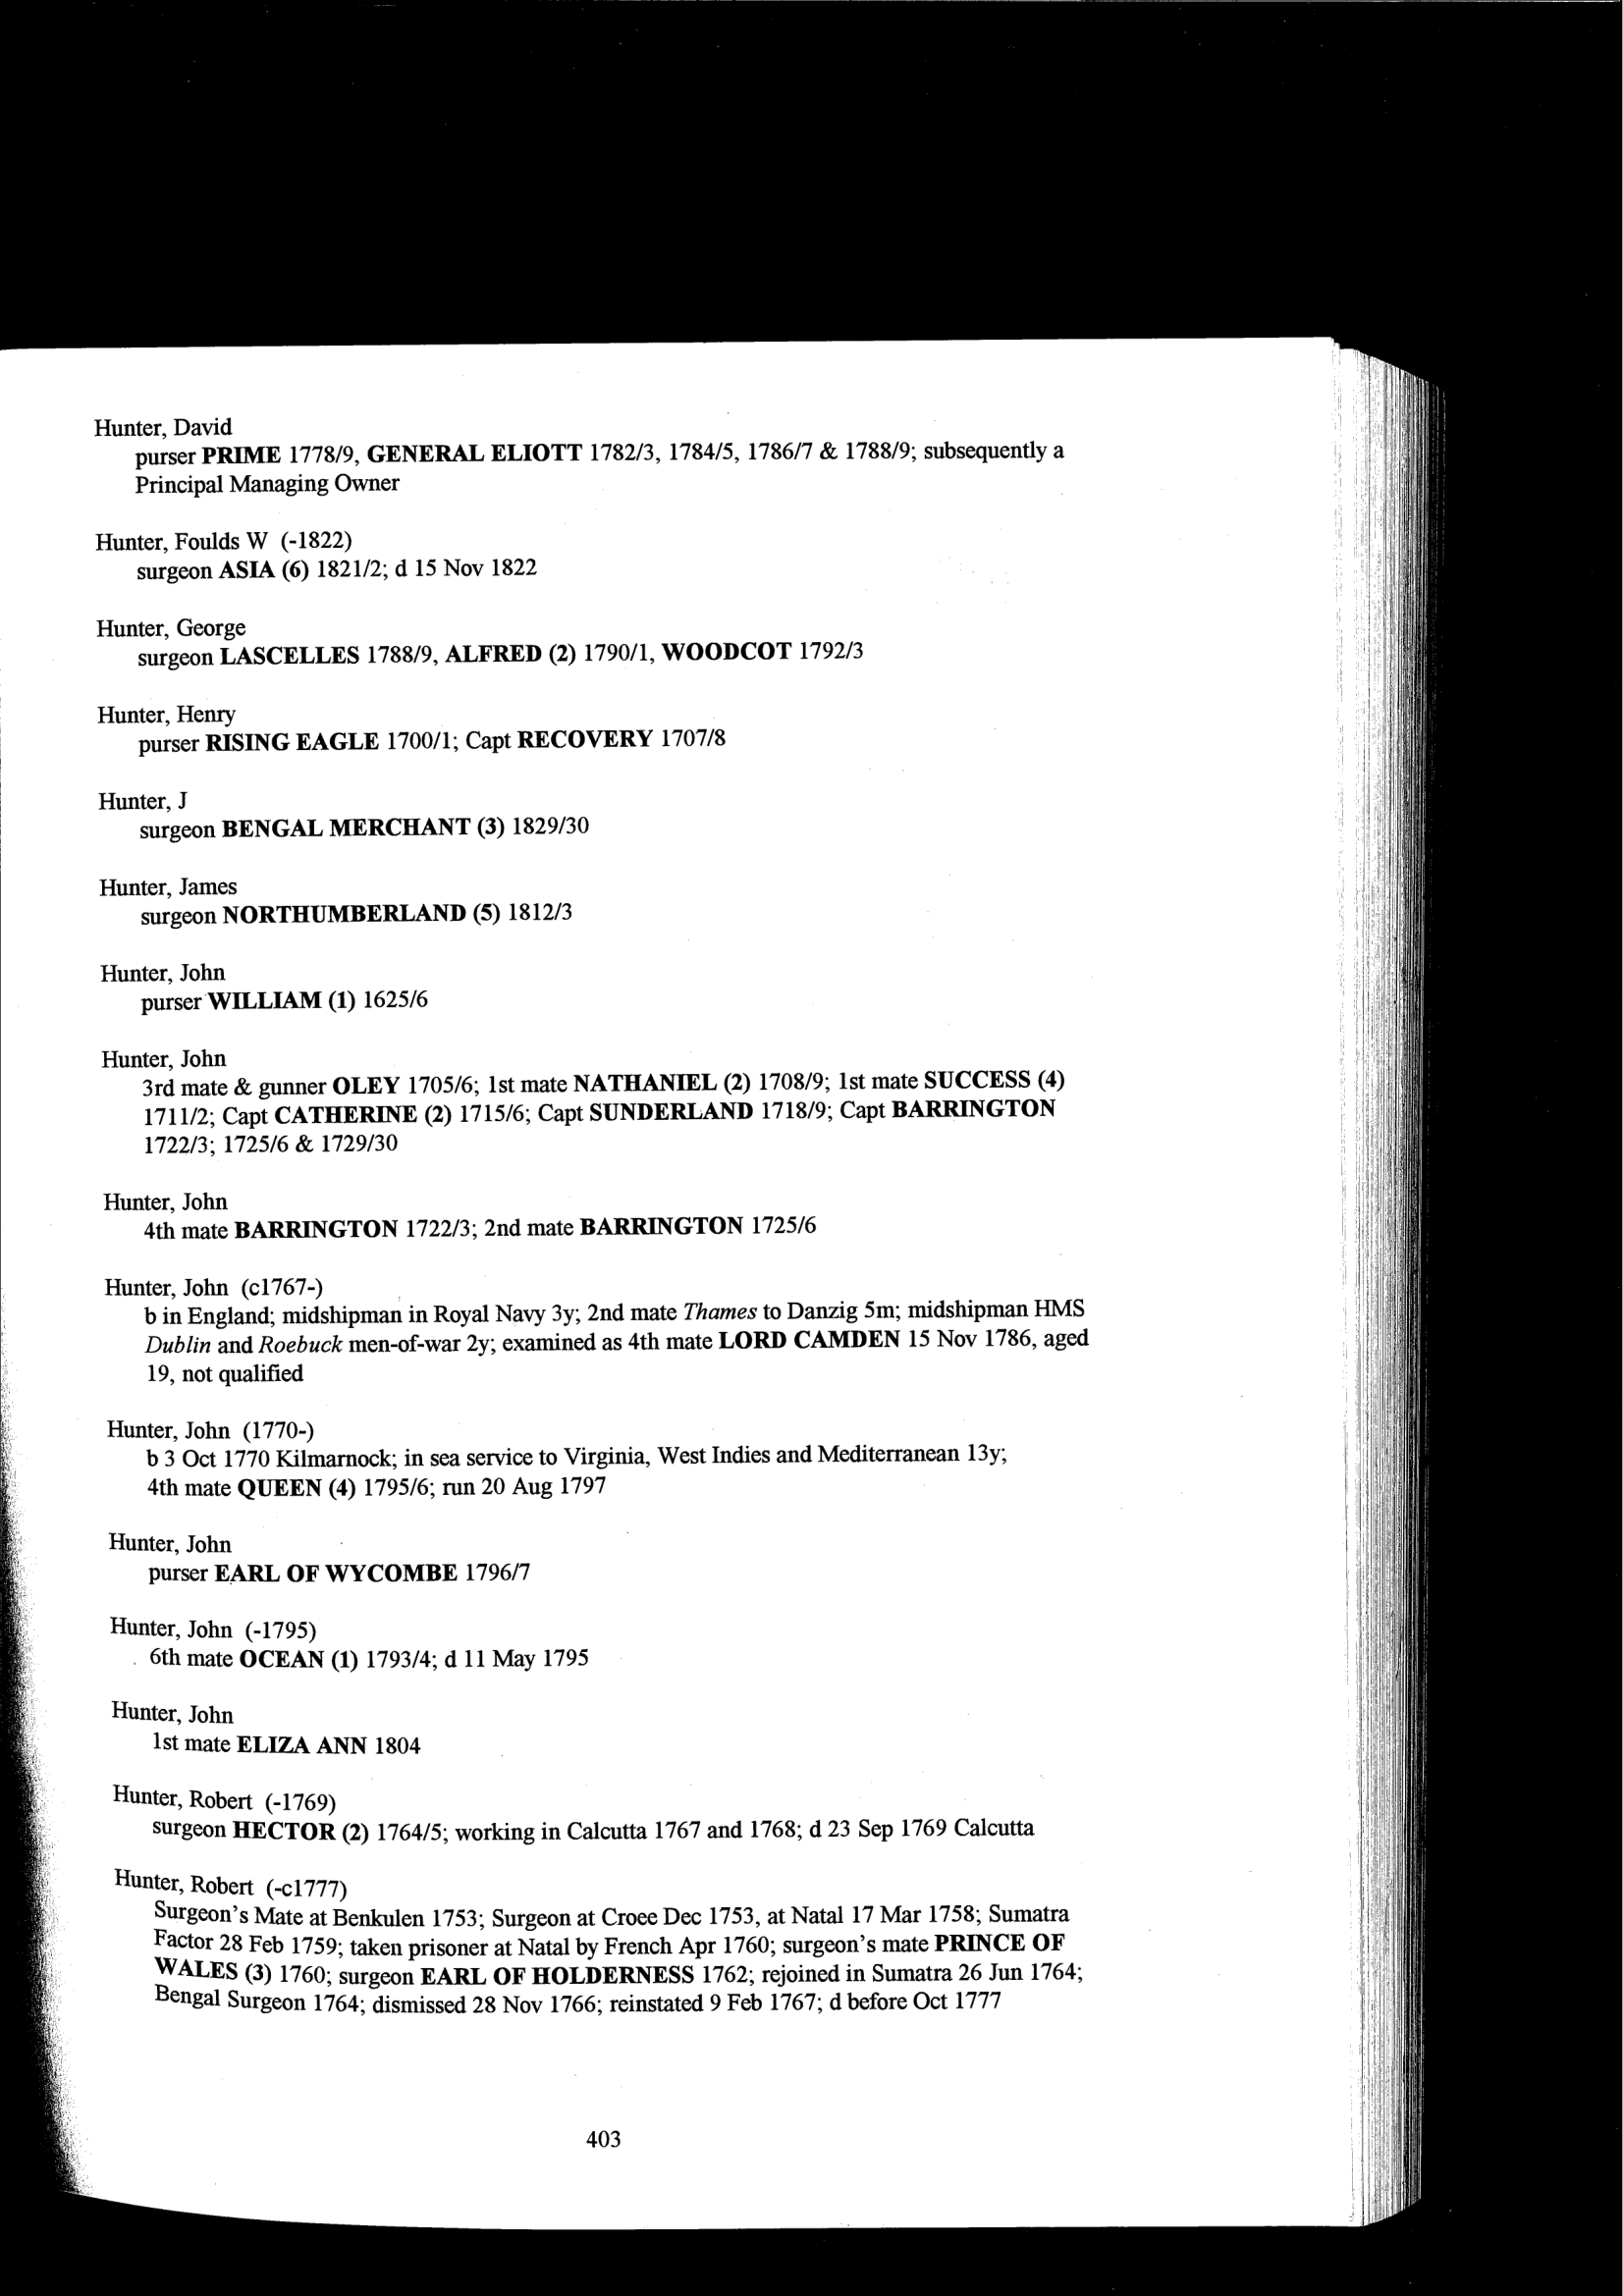 Hunter, David
purser PRIME 1778/9, GENERAL ELIOTT 1782/3, 1784/5, 1786/7 & 1788/9; subsequently a
Principal Managing Owner
Hunter, Foulds W (-1822)
surgeon ASIA (6) 1821/2; d 15 Nov 1822
Hunter, George
surgeon LASCELLES 1788/9, ALFRED (2) 1790/1, WOODCOT 1792/3
Hunter, Henry
purser RISING EAGLE 1700/1; Capt RECOVERY 1707/8
Hunter, J
surgeon BENGAL MERCHANT (3) 1829/30
Hunter, James
surgeon NORTHUMBERLAND (5) 1812/3
Hunter, John
purser WILLIAM (1) 1625/6
Hunter, John
3rd mate & gunner OLEY 1705/6; 1st mate NATHANIEL (2) 1708/9; 1st mate SUCCESS (4)
1711/2; Capt CATHERINE (2) 1715/6; Capt SUNDERLAND 1718/9; Capt BARRINGTON
1722/3; 1725/6 & 1729/30
Hunter, John
4th mate BARRINGTON 1722/3; 2nd mate BARRINGTON 1725/6
Hunter, John (c1767-)
b in England; midshipman in Royal Navy 3y; 2nd mate Thames to Danzig 5m; midshipman HMS
Dublin and Roebuck men-of-war 2y; examined as 4th mate LORD CAMDEN 15 Nov 1786, aged
19, not qualified
Hunter, John (1770-)
b 3 Oct 1770 Kilmarnock; in sea service to Virginia, West Indies and Mediterranean 13y;
4th mate QUEEN (4) 1795/6; run 20 Aug 1797
Hunter, John
purser EARL OF WYCOMBE 1796/7
Hunter, John (-1795)
6th mate OCEAN (1) 1793/4; d 11 May 1795
Hunter, John
1st mate ELIZA ANN 1804
Hunter, Robert (-1769)
surgeon HECTOR (2) 1764/5; working in Calcutta 1767 and 1768; d 23 Sep 1769 Calcutta
Hunter, Robert (-c1777)
Surgeon's Mate at Benkulen 1753; Surgeon at Croee Dec 1753, at Natal 17 Mar 1758; Sumatra
Factor 28 Feb 1759; taken prisoner at Natal by French Apr 1760; surgeon's mate PRINCE OF
WALES (3) 1760; surgeon EARL OF HOLDERNESS 1762; rejoined in Sumatra 26 Jun 1764;
Bengal Surgeon 1764; dismissed 28 Nov 1766; reinstated 9 Feb 1767; d before Oct 1777
403